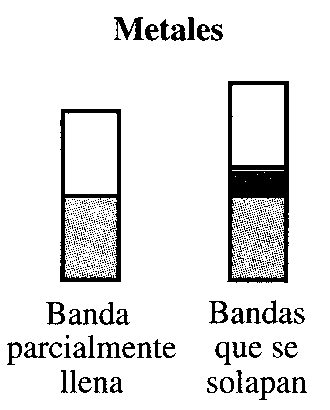 Metales
Banda
parcialmente
llena
Bandas
que se
solapan